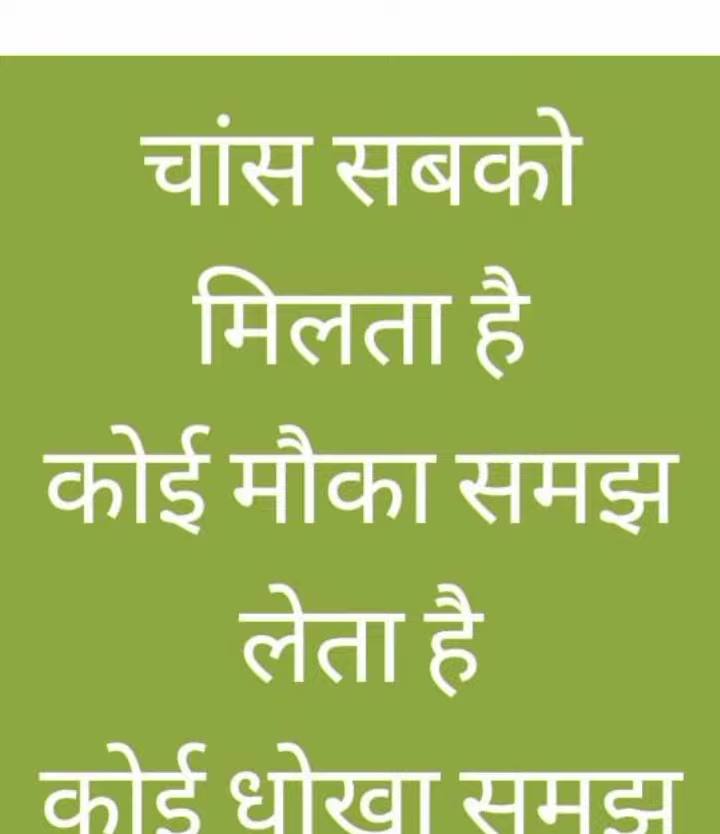 चांस सबको
मिलता है
कोई मौका समझ
लेता है
कोई धोखा समझ